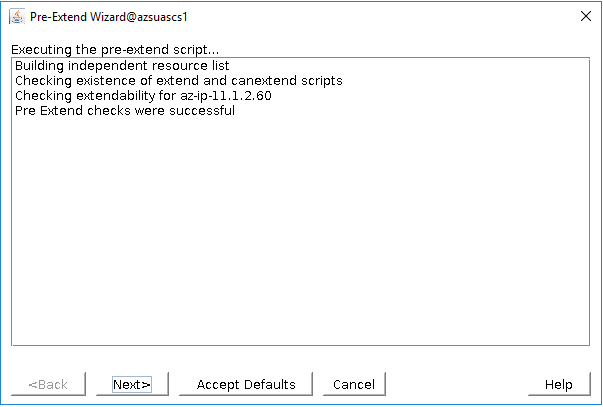 Pre-Extend Wizard@azsuascs1
Executing the pre-extend script...
Building independent resource list
Checking existence of extend and canextend scripts
Checking extendability for az-ip-11.1.2.60
Pre Extend checks were successful
<Back
Next>
Accept Defaults
Cancel
Help